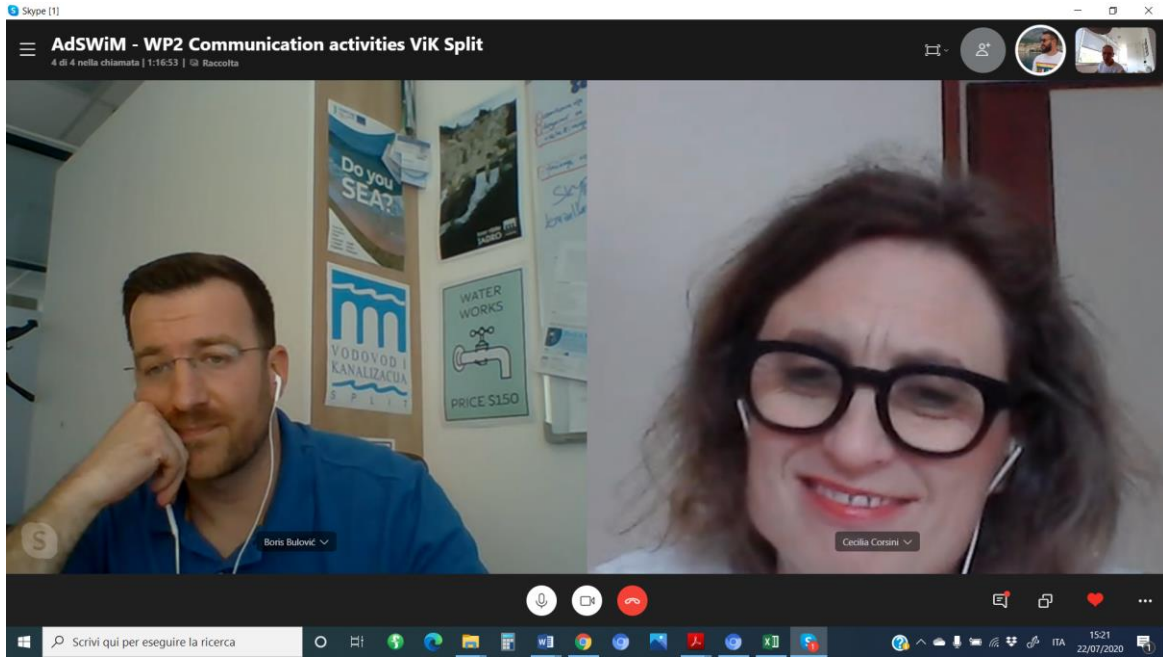 Skype [1]
AdSWiM - WP2 Communication activities ViK Split
4 di 4 nella chiamata | 1:16:53 | Raccolta
Do you
SEA?
JADRO
WATER
WORKS
PRICE $150
VODOVOD I
KANALIZACIJA
SPLIT
Boris Bulović
Cecilia Corsini
Scrivi qui per eseguire la ricerca
ITA
15:21
22/07/2020